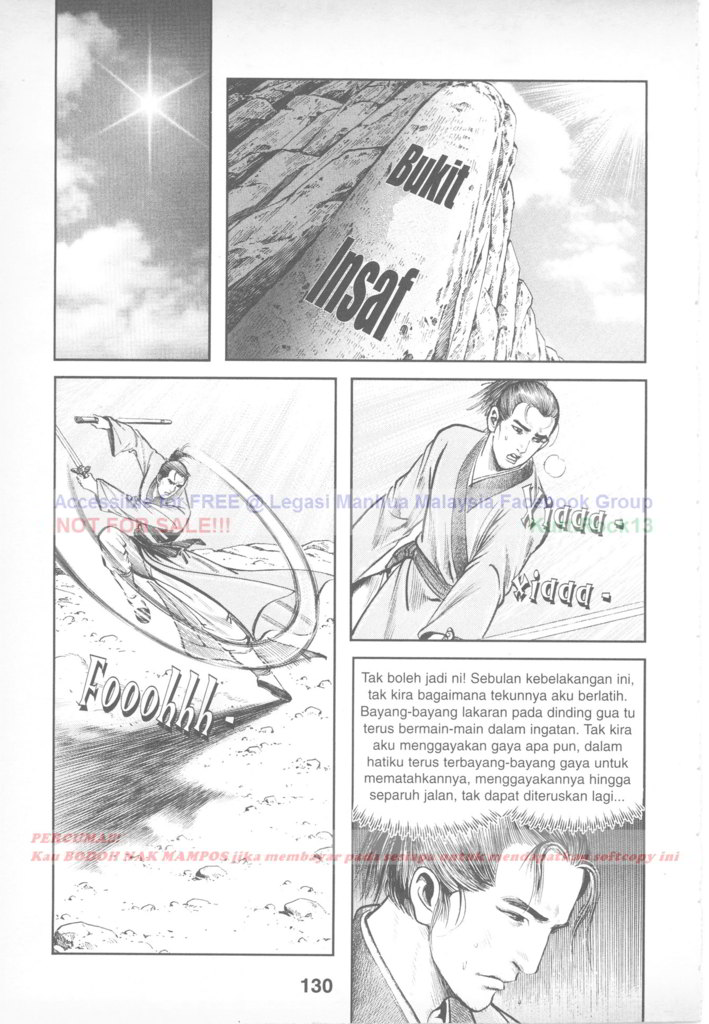 Bukit
Insaf
Accessible for FREE @ Legasi Manhua Malaysia Facebook Group
NOT FOR SALE!!!
Fooohhh -
Tak boleh jadi ni! Sebulan kebelakangan ini,
tak kira bagaimana tekunnya aku berlatih.
Bayang-bayang lakaran pada dinding gua tu
terus bermain-main dalam ingatan. Tak kira
aku menggayakan gaya apa pun, dalam
hatiku terus terbayang-bayang gaya untuk
mematahkannya, menggayakannya hingga
separuh jalan, tak dapat diteruskan lagi...
PERCUMA!!!
Kau BODOH NAK MAMPOS jika membayar pada sesiapa untuk mendapatkan softcopy ini
130